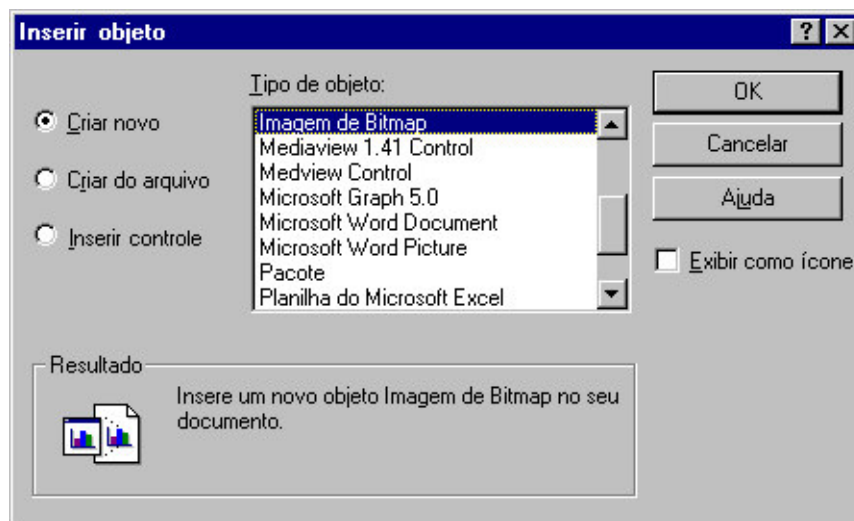 Inserir objeto
Criar novo
Criar do arquivo
Inserir controle
Tipo de objeto:
Imagem de Bitmap
Mediaview 1.41 Control
Medview Control
Microsoft Graph 5.0
Microsoft Word Document
Microsoft Word Picture
Pacote
Planilha do Microsoft Excel
OK
Cancelar
Ajuda
Exibir como ícone
Resultado
Insere um novo objeto Imagem de Bitmap no seu
documento.